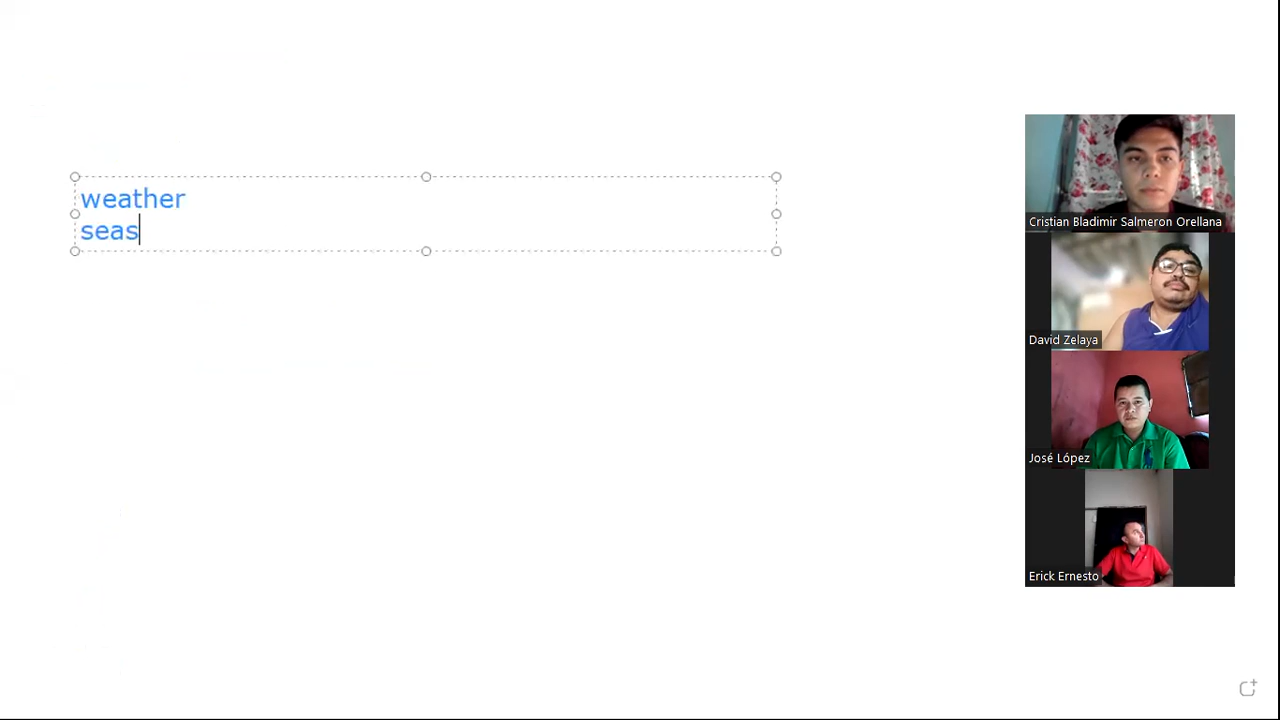 weather
seas
Cristian Bladimir Salmeron Orellana
David Zelaya
José López
Erick Ernesto